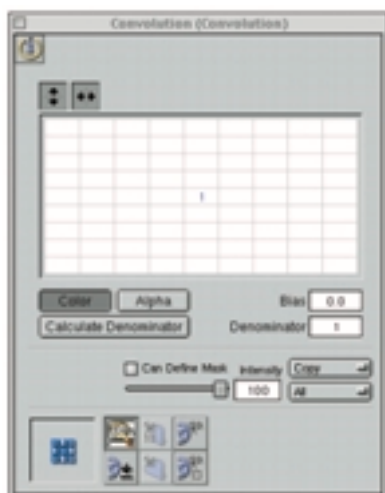 Convolution (Convolution)
1
Color Alpha Bias 0.0
Calculate Denominator Denominator 1
Can Define Mask Intensity Copy
100 All